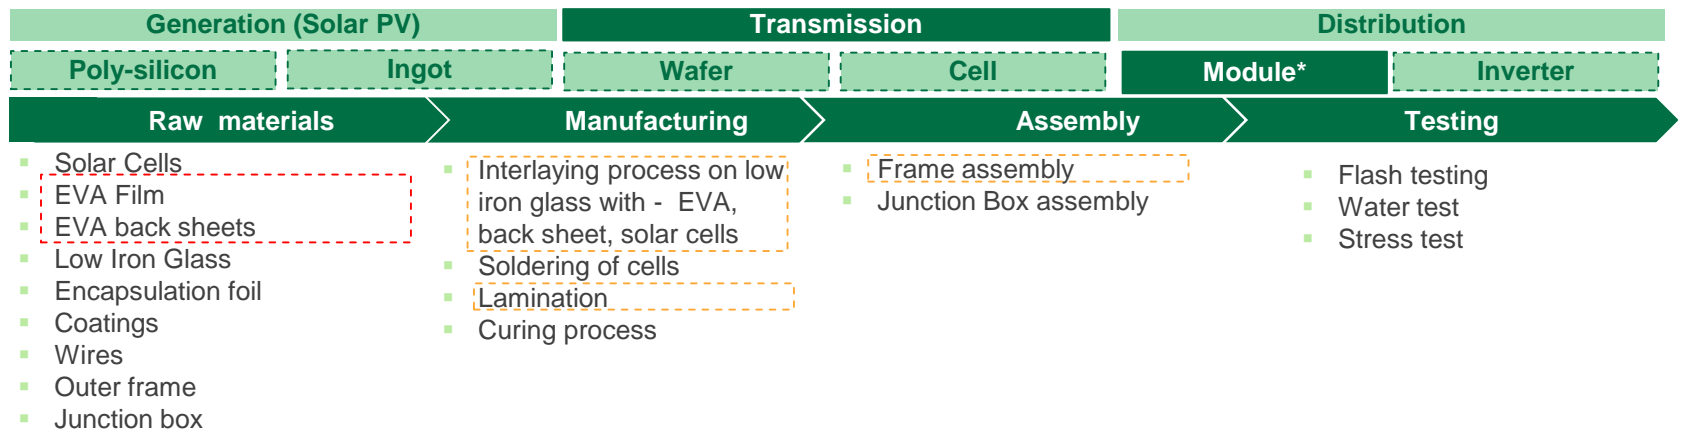 Generation (Solar PV) Transmission Distribution
Poly-silicon Ingot Wafer Cell Module* Inverter
Raw materials Manufacturing Assembly Testing
Solar Cells
EVA Film
EVA back sheets
Low Iron Glass
Encapsulation foil
Coatings
Wires
Outer frame
Junction box
Interlaying process on low
iron glass with - EVA,
back sheet, solar cells
Soldering of cells
Lamination
Curing process
Frame assembly
Junction Box assembly
Flash testing
Water test
Stress test